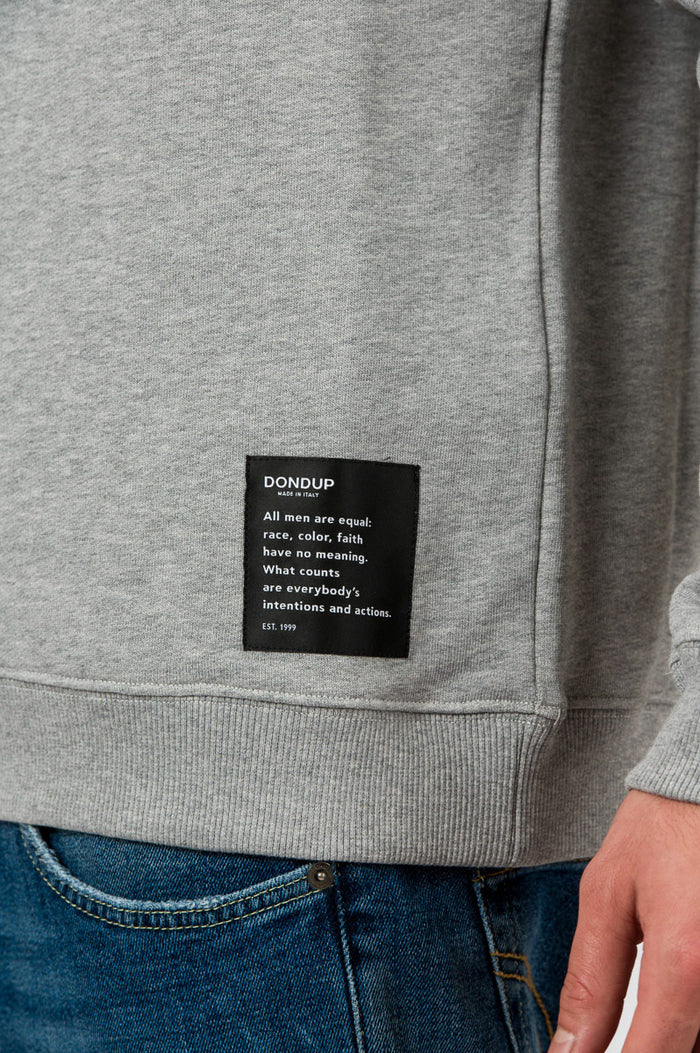 DONDUP
MADE IN ITALY
All men are equal:
race, color, faith
have no meaning.
What counts
are everybody's
intentions and actions.
EST. 1999